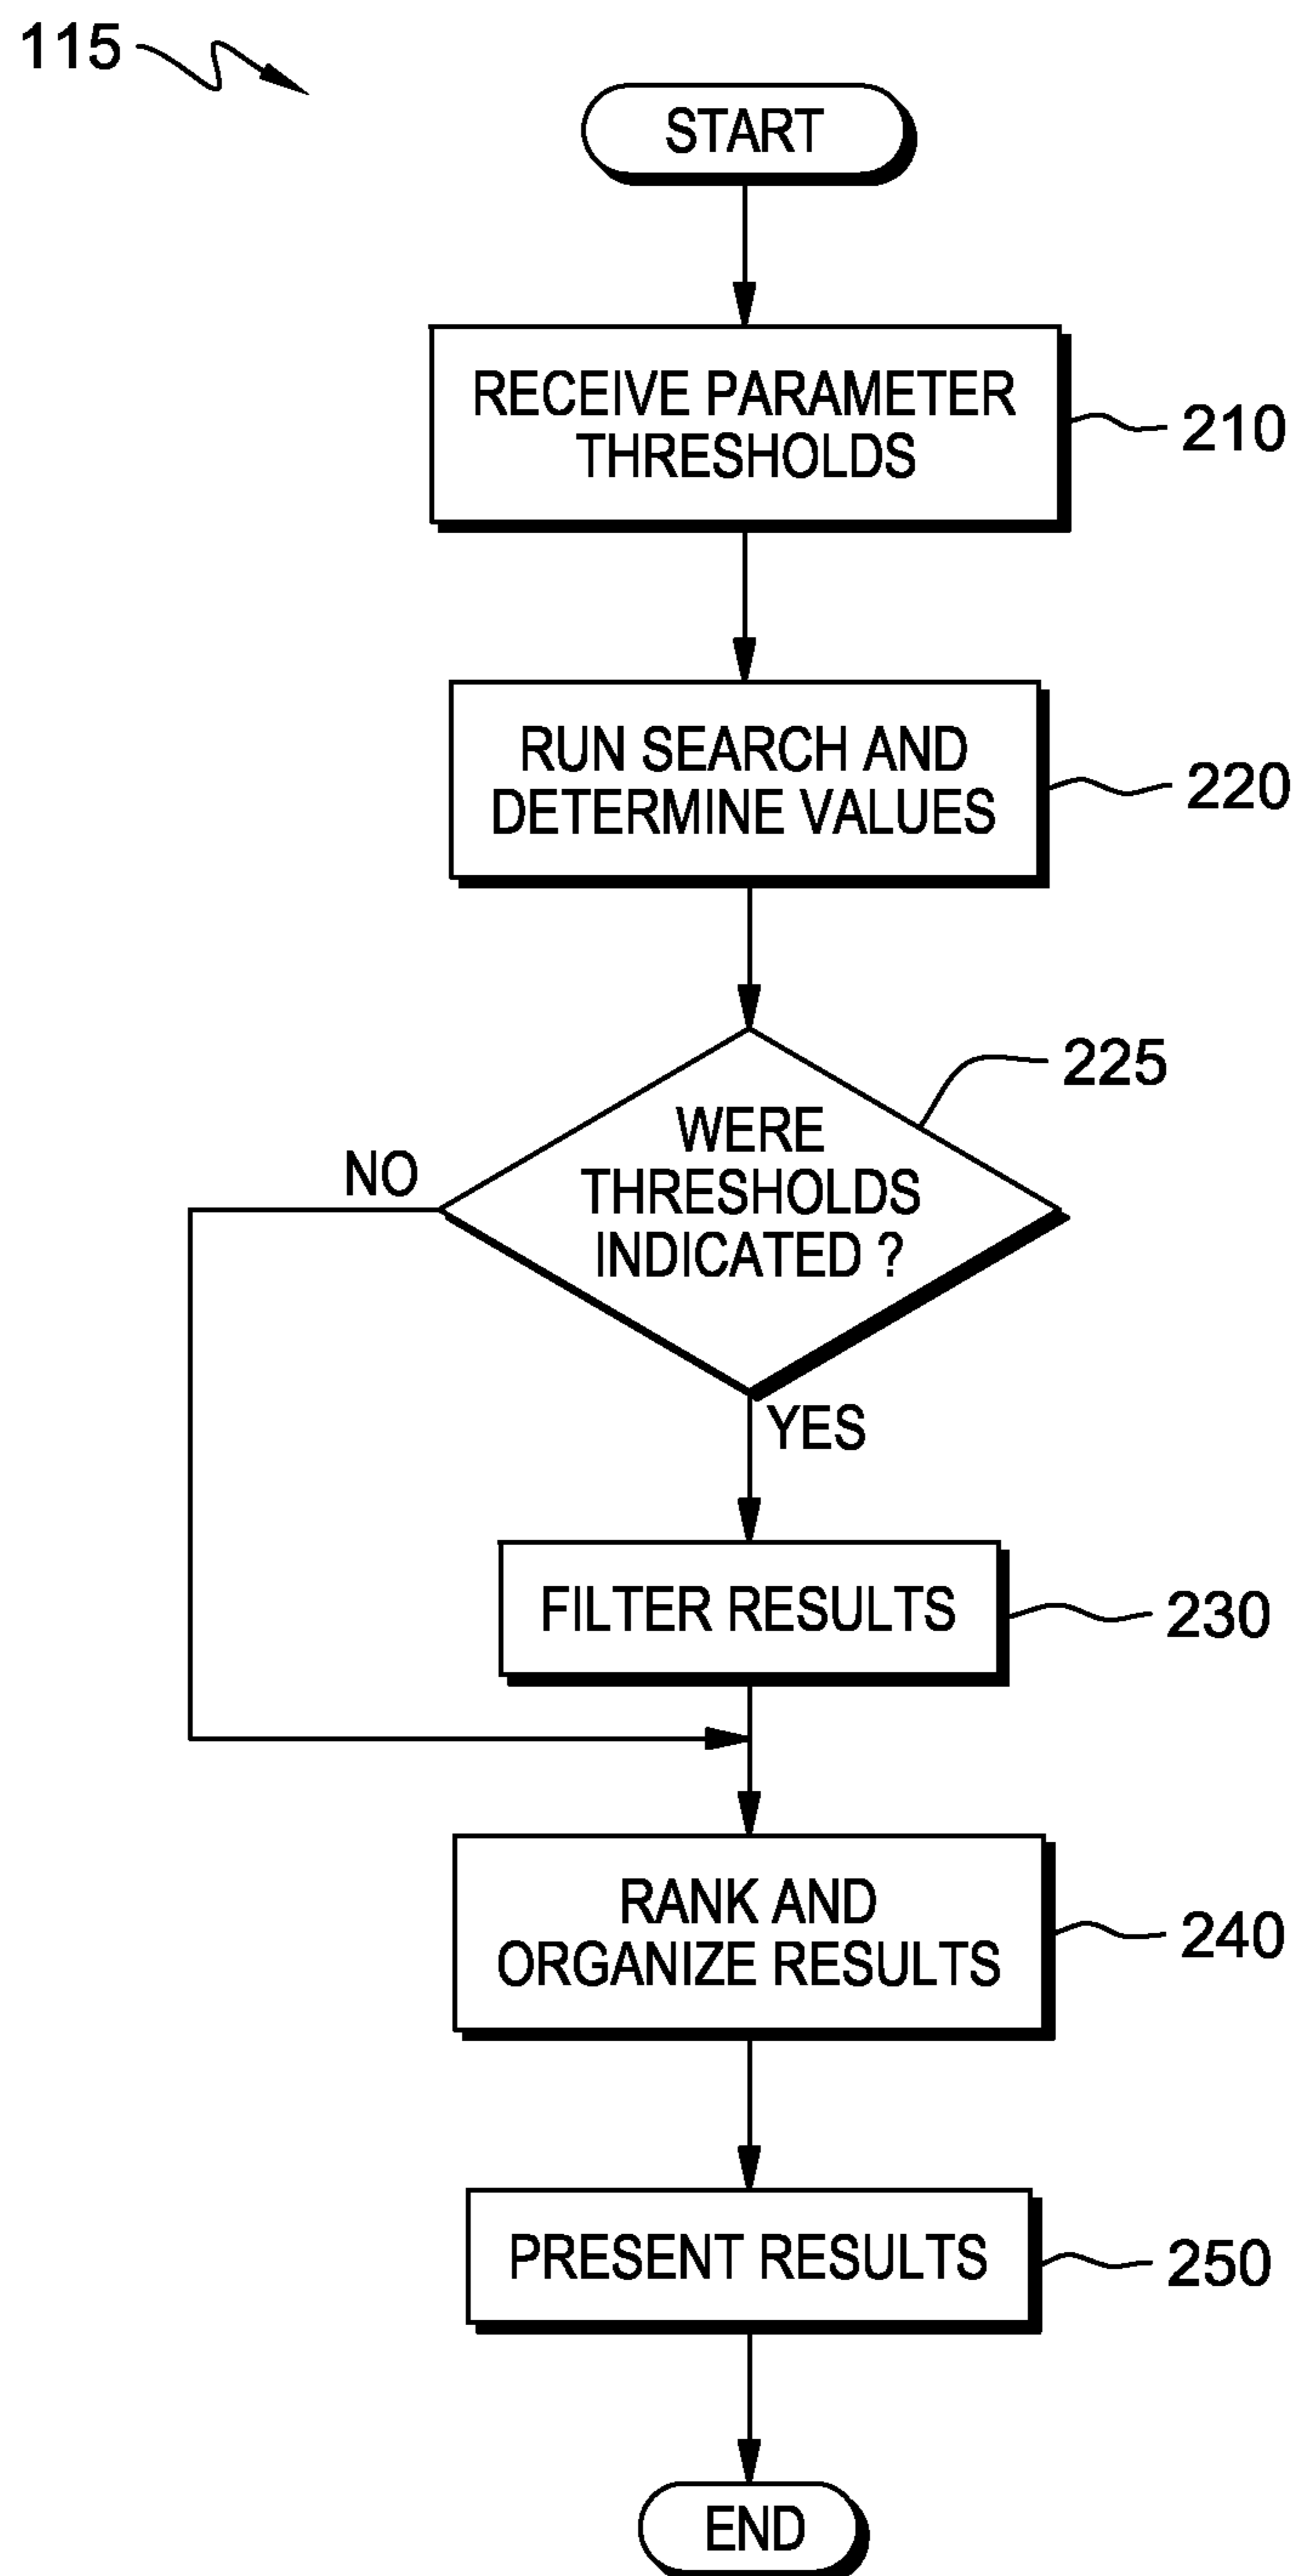 115
START
RECEIVE PARAMETER
THRESHOLDS
210
RUN SEARCH AND
DETERMINE VALUES
220
225
WERE
THRESHOLDS
INDICATED ?
NO
YES
FILTER RESULTS
230
RANK AND
ORGANIZE RESULTS
240
PRESENT RESULTS
250
END